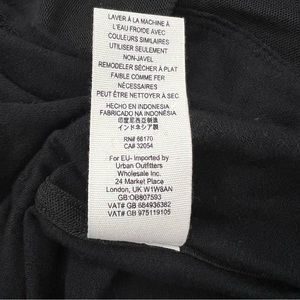 LAVER À LA MACHINE À
L'EAU FROIDE AVEC
COULEURS SIMILAIRES
UTILISER SEULEMENT
NON-JAVEL
REMODELER SÉCHER À PLAT
FAIBLE COMME FER
NÉCESSAIRES
PEUT ÊTRE NETTOYER À SEC
HECHO EN INDONESIA
FABRICADO NA INDONÉSIA
印度尼西亞製造
インドネシア製
RN# 66170
CA# 32054
For EU- Imported by
Urban Outfitters
Wholesale Inc.
24 Market Place
London, UK W1W8AN
GB:OB807593
VAT# GB 684936382
VAT# GB 975119105